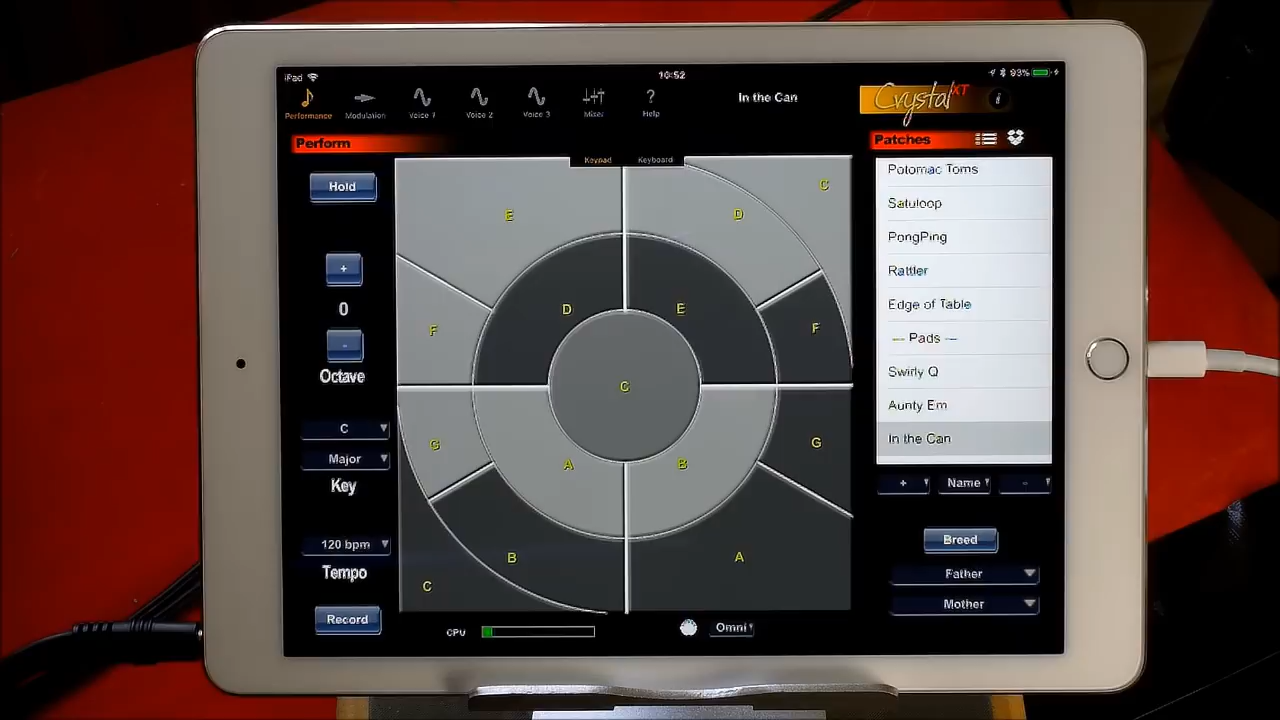 iPad
10:52
93%
Performance Modulation Voice 1 Voice 2 Voice 3 Mixer ? Help
In the Can
Crystal XT
i
Perform
Keypad Keyboard
Patches
Hold
+
0
-
Octave
C
Major
Key
120 bpm
Tempo
Record
E
D
C
D
E
F
F
C
G
G
A
B
B
A
C
CPU
Omni
Potomac Toms
Satuloop
PongPing
Rattler
Edge of Table
--- Pads ---
Swirly Q
Aunty Em
In the Can
+ Name -
Breed
Father
Mother